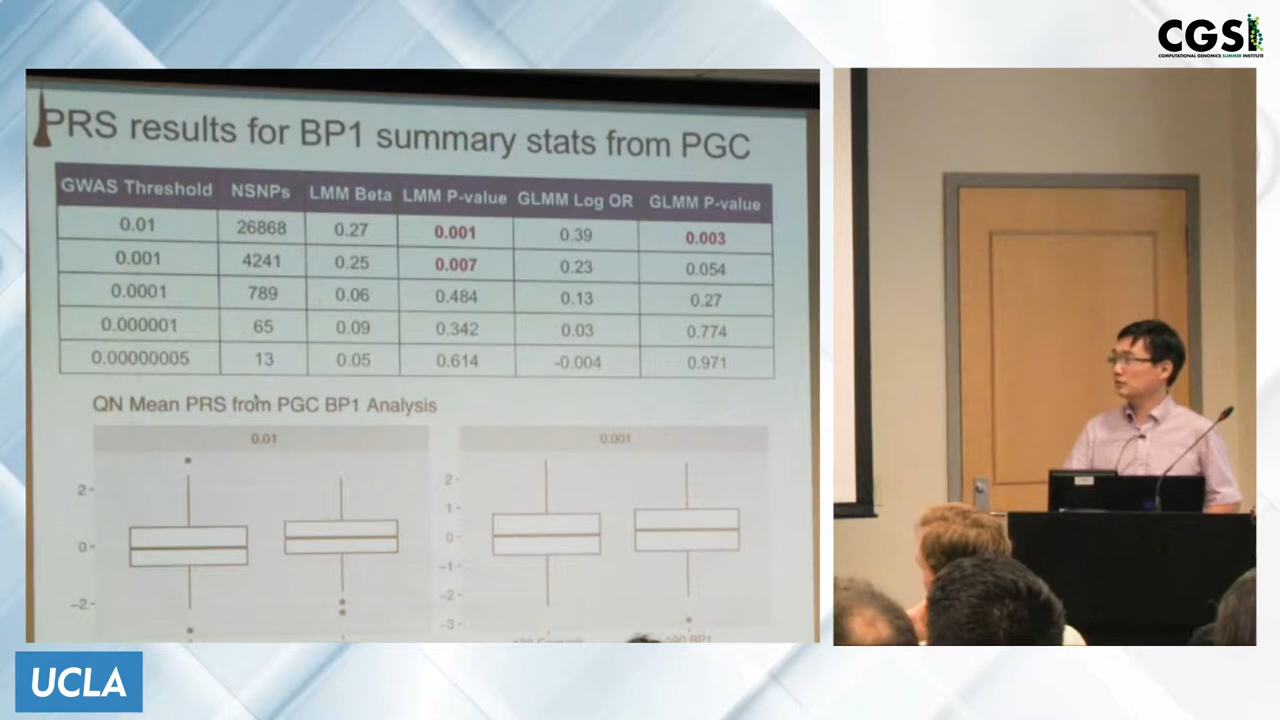 CGSI
COMPUTATIONAL GENOMICS SUMMER INSTITUTE
PRS results for BP1 summary stats from PGC
GWAS Threshold NSNPs LMM Beta LMM P-value GLMM Log OR GLMM P-value
0.01 26868 0.27 0.001 0.39 0.003
0.001 4241 0.25 0.007 0.23 0.054
0.0001 789 0.06 0.484 0.13 0.27
0.000001 65 0.09 0.342 0.03 0.774
0.00000005 13 0.05 0.614 -0.004 0.971
QN Mean PRS from PGC BP1 Analysis
0.01 0.001
2
0
-2
2
1
0
-1
-2
-3
BP1
UCLA